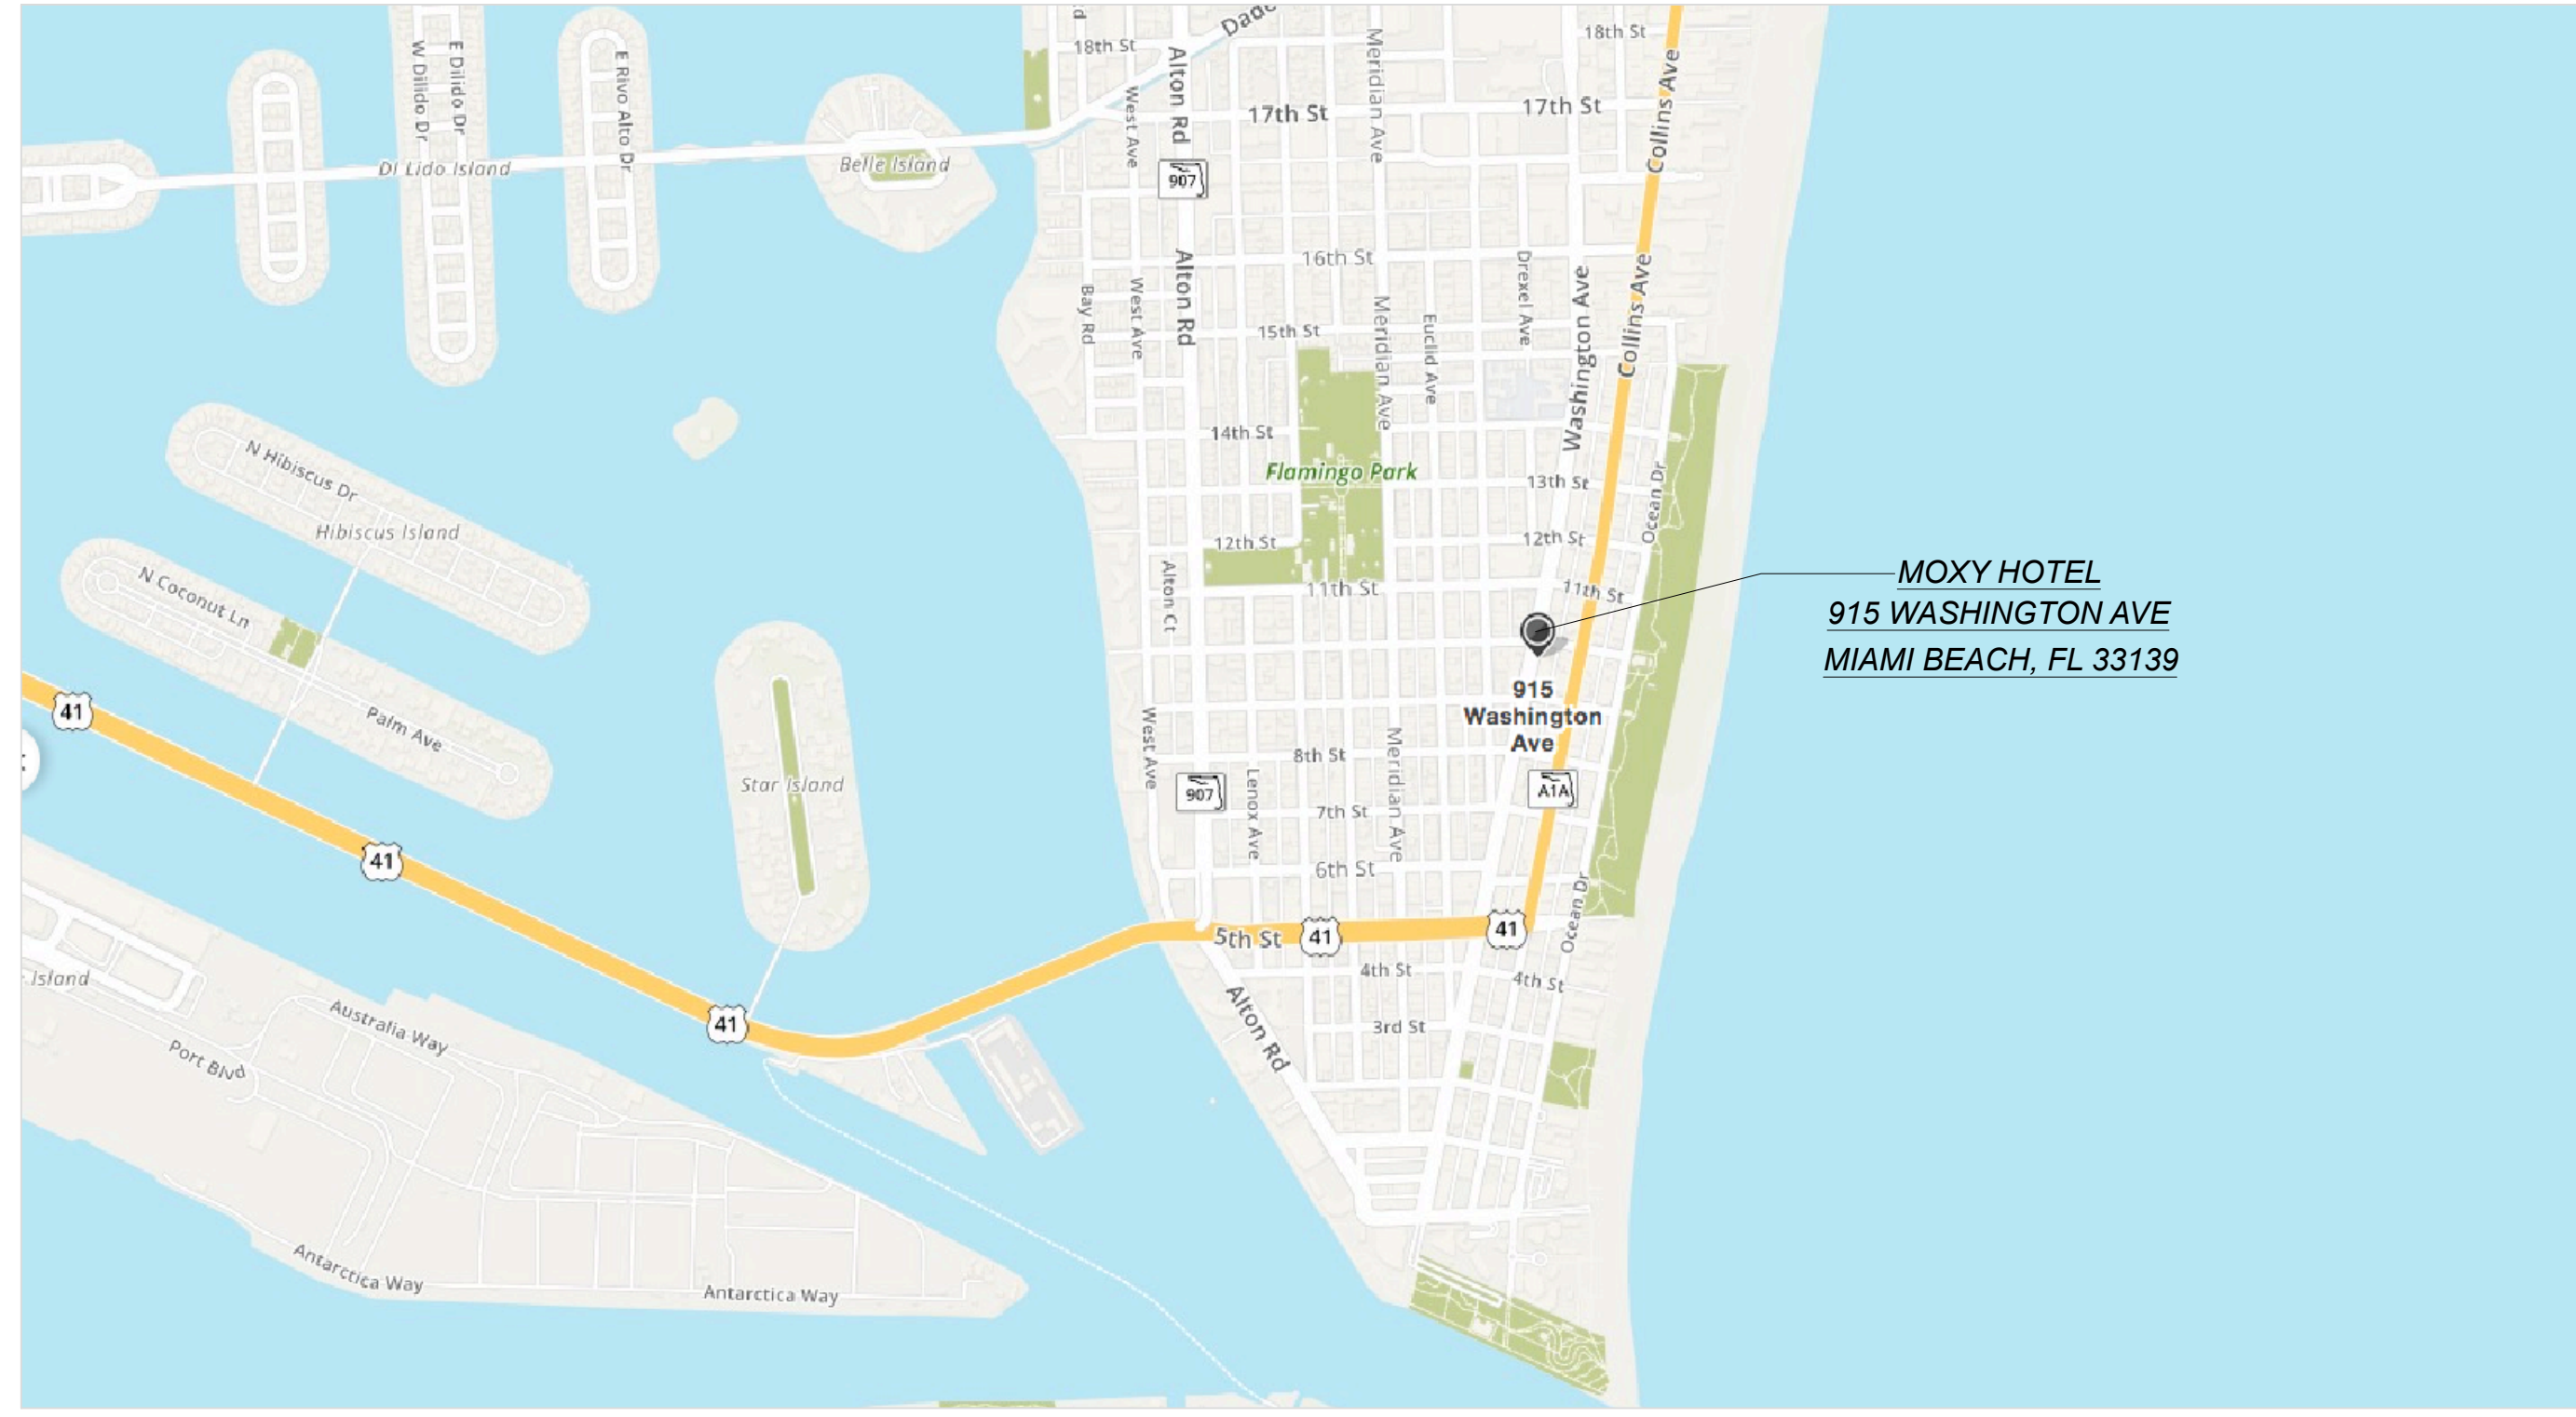 18th St
Dade
18th St
W Dilido Dr
E Dilido Dr
E Rivo Alto Dr
Alton Rd
West Ave
17th St
Meridian Ave
17th St
Collins Ave
Di Lido Island
Belle Island
907
Alton Rd
Bay Rd
West Ave
16th St
15th St
Meridian Ave
Euclid Ave
Drexel Ave
Washington Ave
Collins Ave
14th St
Flamingo Park
13th St
Ocean Dr
12th St
12th St
11th St
11th St
N Hibiscus Dr
Hibiscus Island
N Coconut Ln
Palm Ave
Alton Ct
MOXY HOTEL
915 WASHINGTON AVE
MIAMI BEACH, FL 33139
915
Washington
Ave
41
West Ave
8th St
Meridian Ave
Star Island
907
Lenox Ave
A1A
7th St
41
6th St
Ocean Dr
5th St
41
41
Island
4th St
4th St
41
Alton Rd
3rd St
Australia Way
Port Blvd
Antarctica Way
Antarctica Way